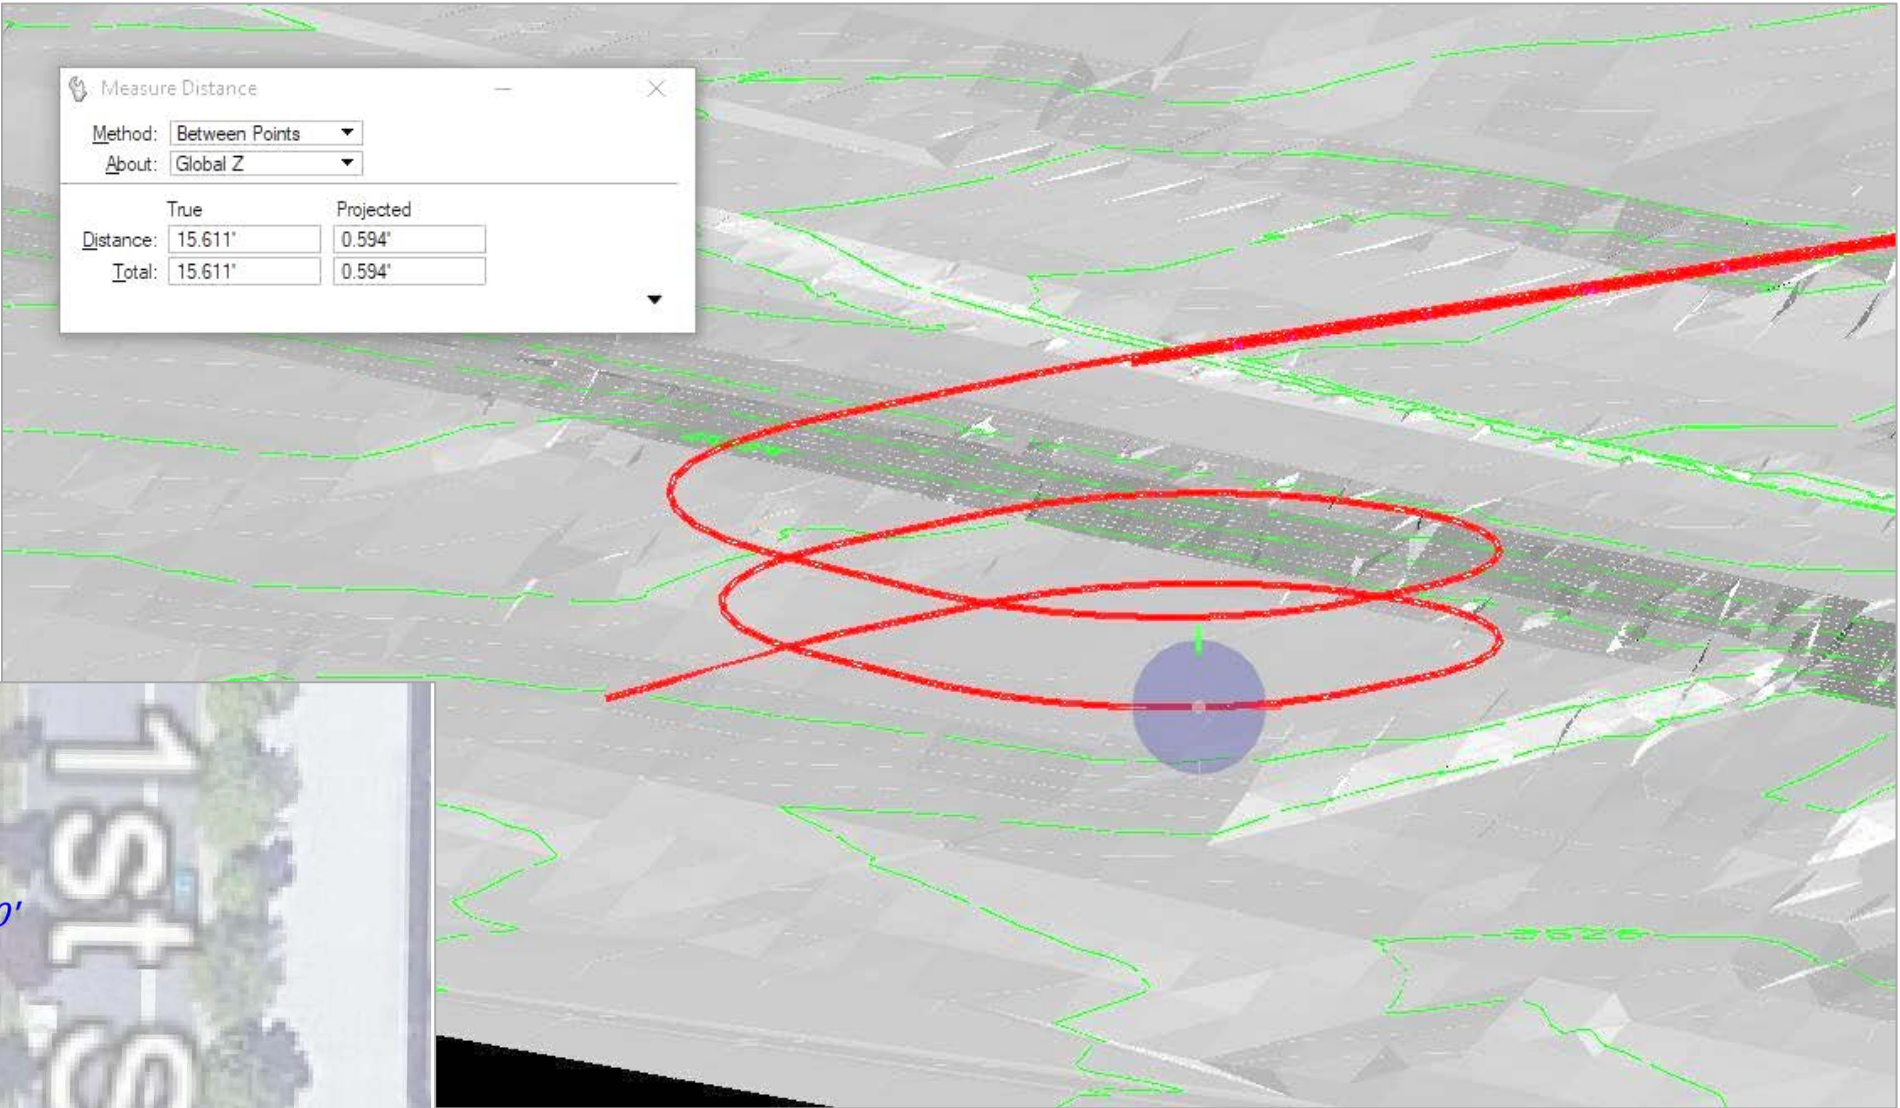 Measure Distance
Method: Between Points
About: Global Z
True Projected
Distance: 15.611' 0.594'
Total: 15.611' 0.594'
1st S
0'